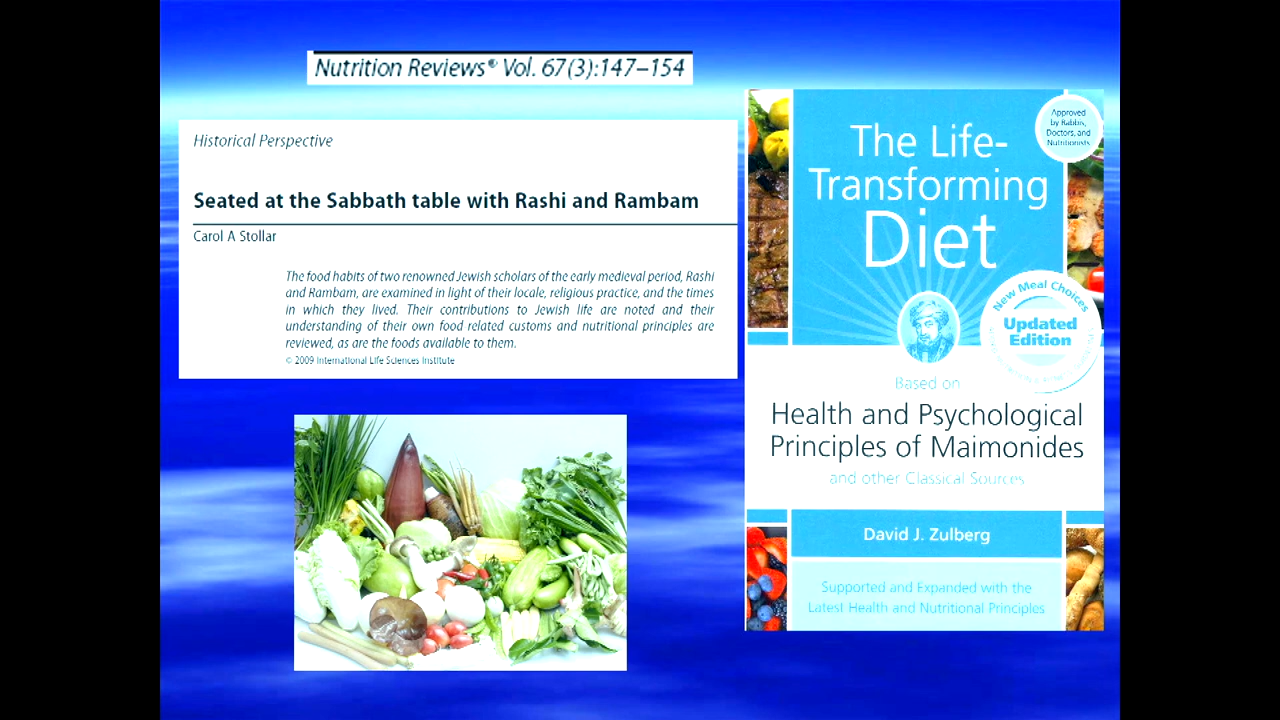 Nutrition Reviews® Vol. 67(3):147–154
Historical Perspective
Seated at the Sabbath table with Rashi and Rambam
Carol A Stollar
The food habits of two renowned Jewish scholars of the early medieval period, Rashi
and Rambam, are examined in light of their locale, religious practice, and the times
in which they lived. Their contributions to Jewish life are noted and their
understanding of their own food related customs and nutritional principles are
reviewed, as are the foods available to them.
© 2009 International Life Sciences Institute
Approved
by Rabbis,
Doctors, and
Nutritionists
The Life-
Transforming
Diet
New Meal Choices
Updated
Edition
Based on
Health and Psychological
Principles of Maimonides
and other Classical Sources
David J. Zulberg
Supported and Expanded with the
Latest Health and Nutritional Principles